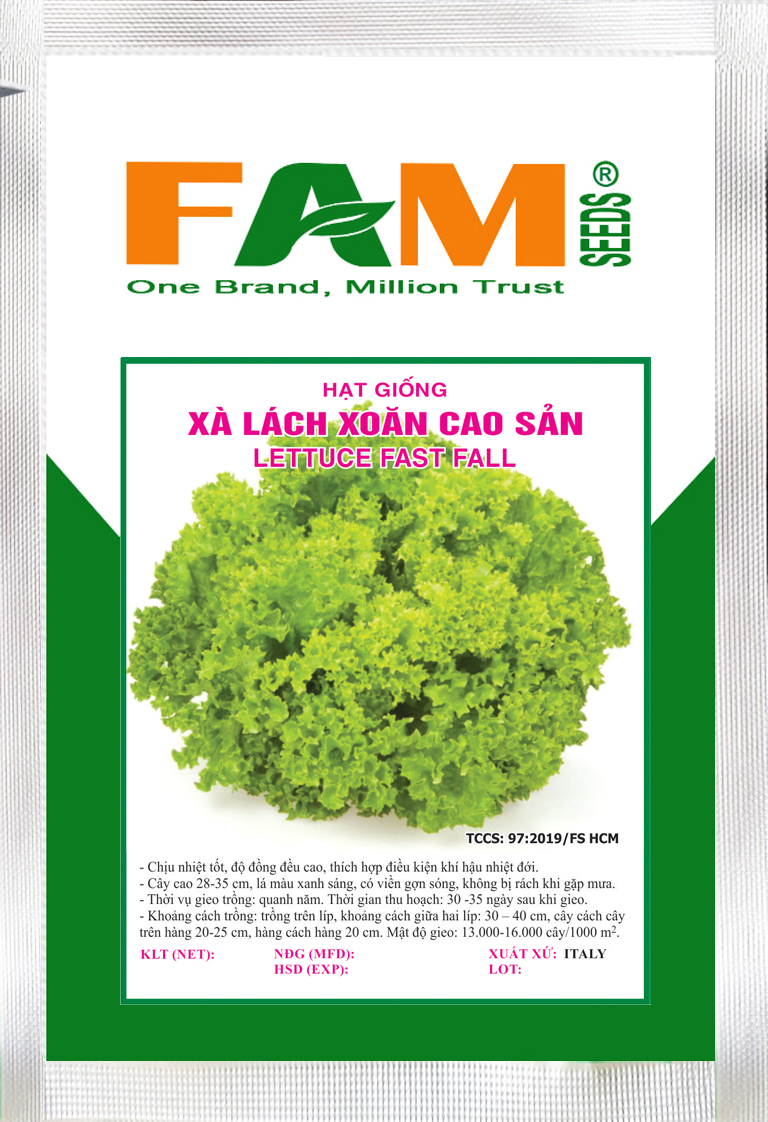 FAM SEEDS ®
One Brand, Million Trust
HẠT GIỐNG
XÀ LÁCH XOĂN CAO SẢN
LETTUCE FAST FALL
TCCS: 97:2019/FS HCM
- Chịu nhiệt tốt, độ đồng đều cao, thích hợp điều kiện khí hậu nhiệt đới.
- Cây cao 28-35 cm, lá màu xanh sáng, có viền gợn sóng, không bị rách khi gặp mưa.
- Thời vụ gieo trồng: quanh năm. Thời gian thu hoạch: 30 -35 ngày sau khi gieo.
- Khoảng cách trồng: trồng trên líp, khoảng cách giữa hai líp: 30 – 40 cm, cây cách cây
trên hàng 20-25 cm, hàng cách hàng 20 cm. Mật độ gieo: 13.000-16.000 cây/1000 m².
KLT (NET): NĐG (MFD): XUẤT XỨ: ITALY
HSD (EXP): LOT: